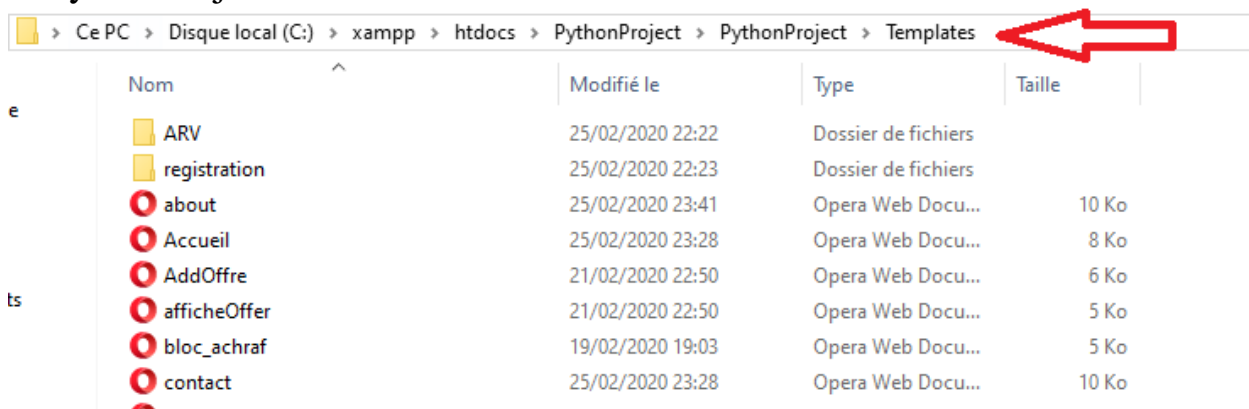 Ce PC > Disque local (C:) > xampp > htdocs > PythonProject > PythonProject > Templates
Nom Modifié le Type Taille
e
ARV 25/02/2020 22:22 Dossier de fichiers
registration 25/02/2020 22:23 Dossier de fichiers
about 25/02/2020 23:41 Opera Web Docu... 10 Ko
Accueil 25/02/2020 23:28 Opera Web Docu... 8 Ko
AddOffre 21/02/2020 22:50 Opera Web Docu... 6 Ko
ts
afficheOffer 21/02/2020 22:50 Opera Web Docu... 5 Ko
bloc_achraf 19/02/2020 19:03 Opera Web Docu... 5 Ko
contact 25/02/2020 23:28 Opera Web Docu... 10 Ko